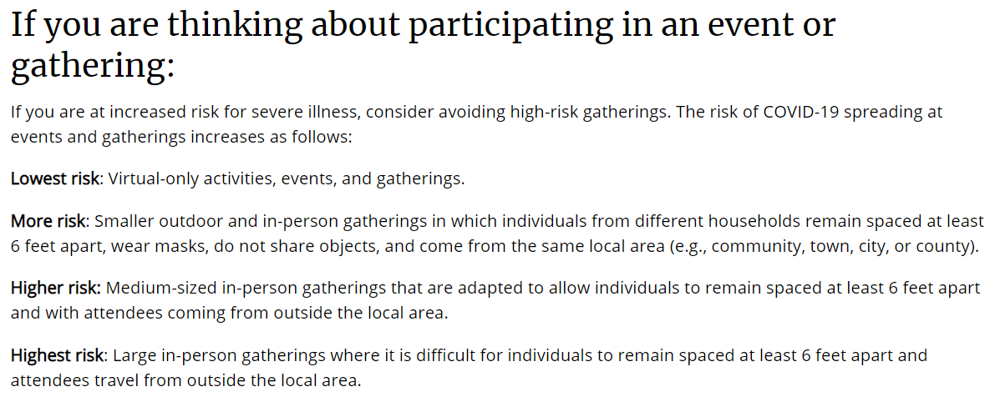 If you are thinking about participating in an event or
gathering:
If you are at increased risk for severe illness, consider avoiding high-risk gatherings. The risk of COVID-19 spreading at
events and gatherings increases as follows:
Lowest risk: Virtual-only activities, events, and gatherings.
More risk: Smaller outdoor and in-person gatherings in which individuals from different households remain spaced at least
6 feet apart, wear masks, do not share objects, and come from the same local area (e.g., community, town, city, or county).
Higher risk: Medium-sized in-person gatherings that are adapted to allow individuals to remain spaced at least 6 feet apart
and with attendees coming from outside the local area.
Highest risk: Large in-person gatherings where it is difficult for individuals to remain spaced at least 6 feet apart and
attendees travel from outside the local area.